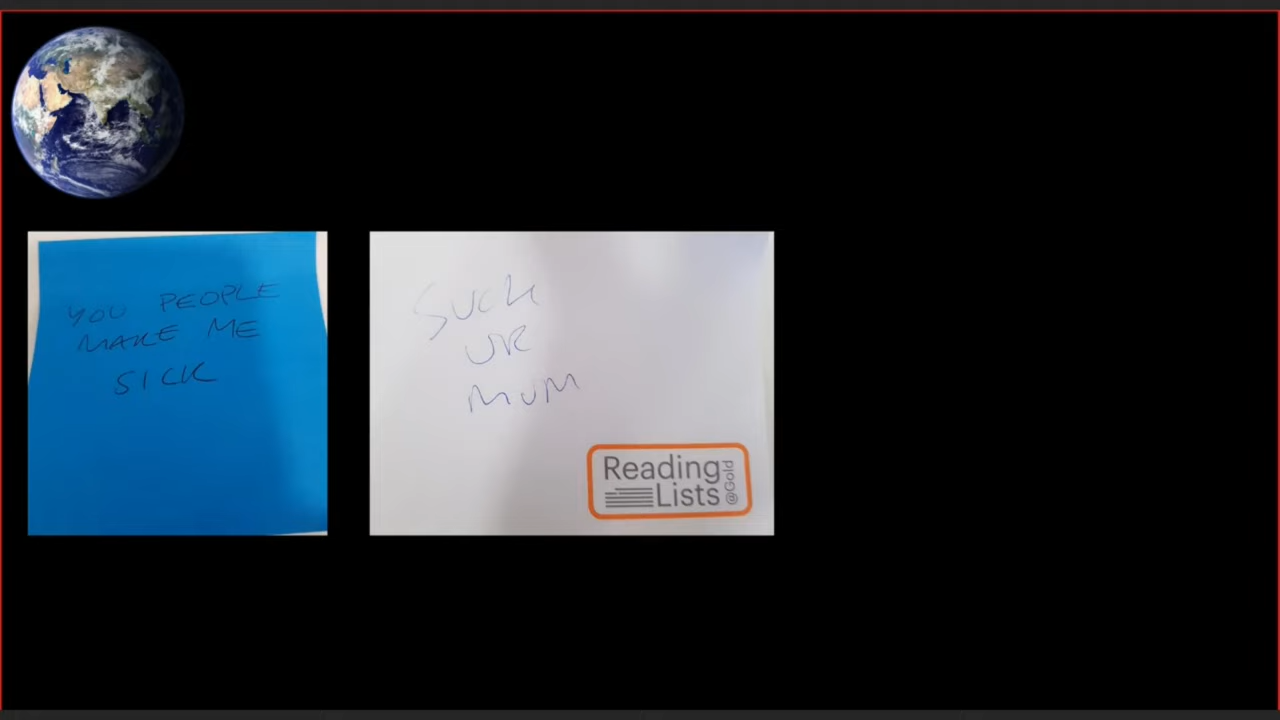 YOU PEOPLE
MAKE ME
SICK
SUCK
UR
MUM
Reading
Lists
@Gold